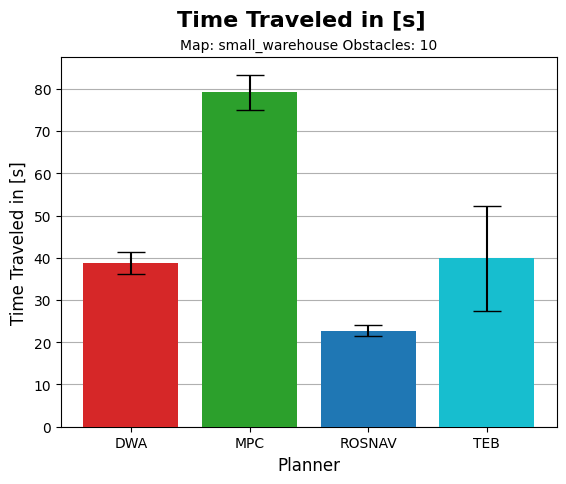 Time Traveled in [s]
Map: small_warehouse Obstacles: 10
Time Traveled in [s]
80
70
60
50
40
30
20
10
0
DWA MPC ROSNAV TEB
Planner